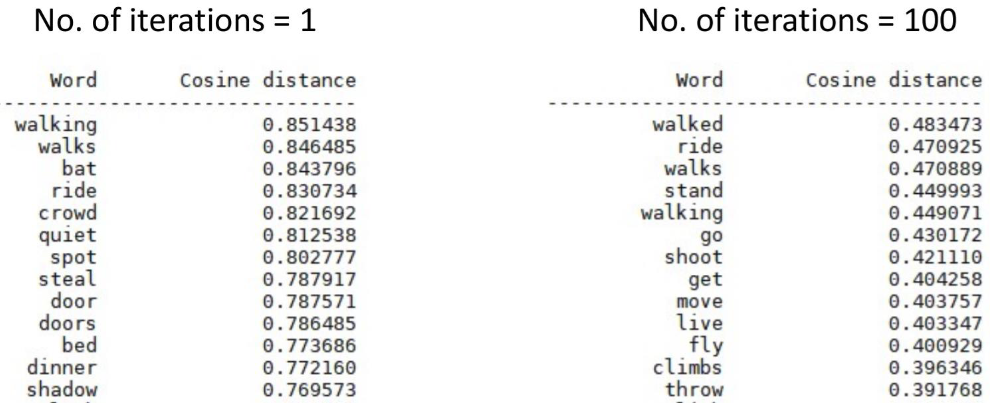 No. of iterations = 1
Word Cosine distance
--------------------------------
walking 0.851438
walks 0.846485
bat 0.843796
ride 0.830734
crowd 0.821692
quiet 0.812538
spot 0.802777
steal 0.787917
door 0.787571
doors 0.786485
bed 0.773686
dinner 0.772160
shadow 0.769573
No. of iterations = 100
Word Cosine distance
--------------------------------------
walked 0.483473
ride 0.470925
walks 0.470889
stand 0.449993
walking 0.449071
go 0.430172
shoot 0.421110
get 0.404258
move 0.403757
live 0.403347
fly 0.400929
climbs 0.396346
throw 0.391768